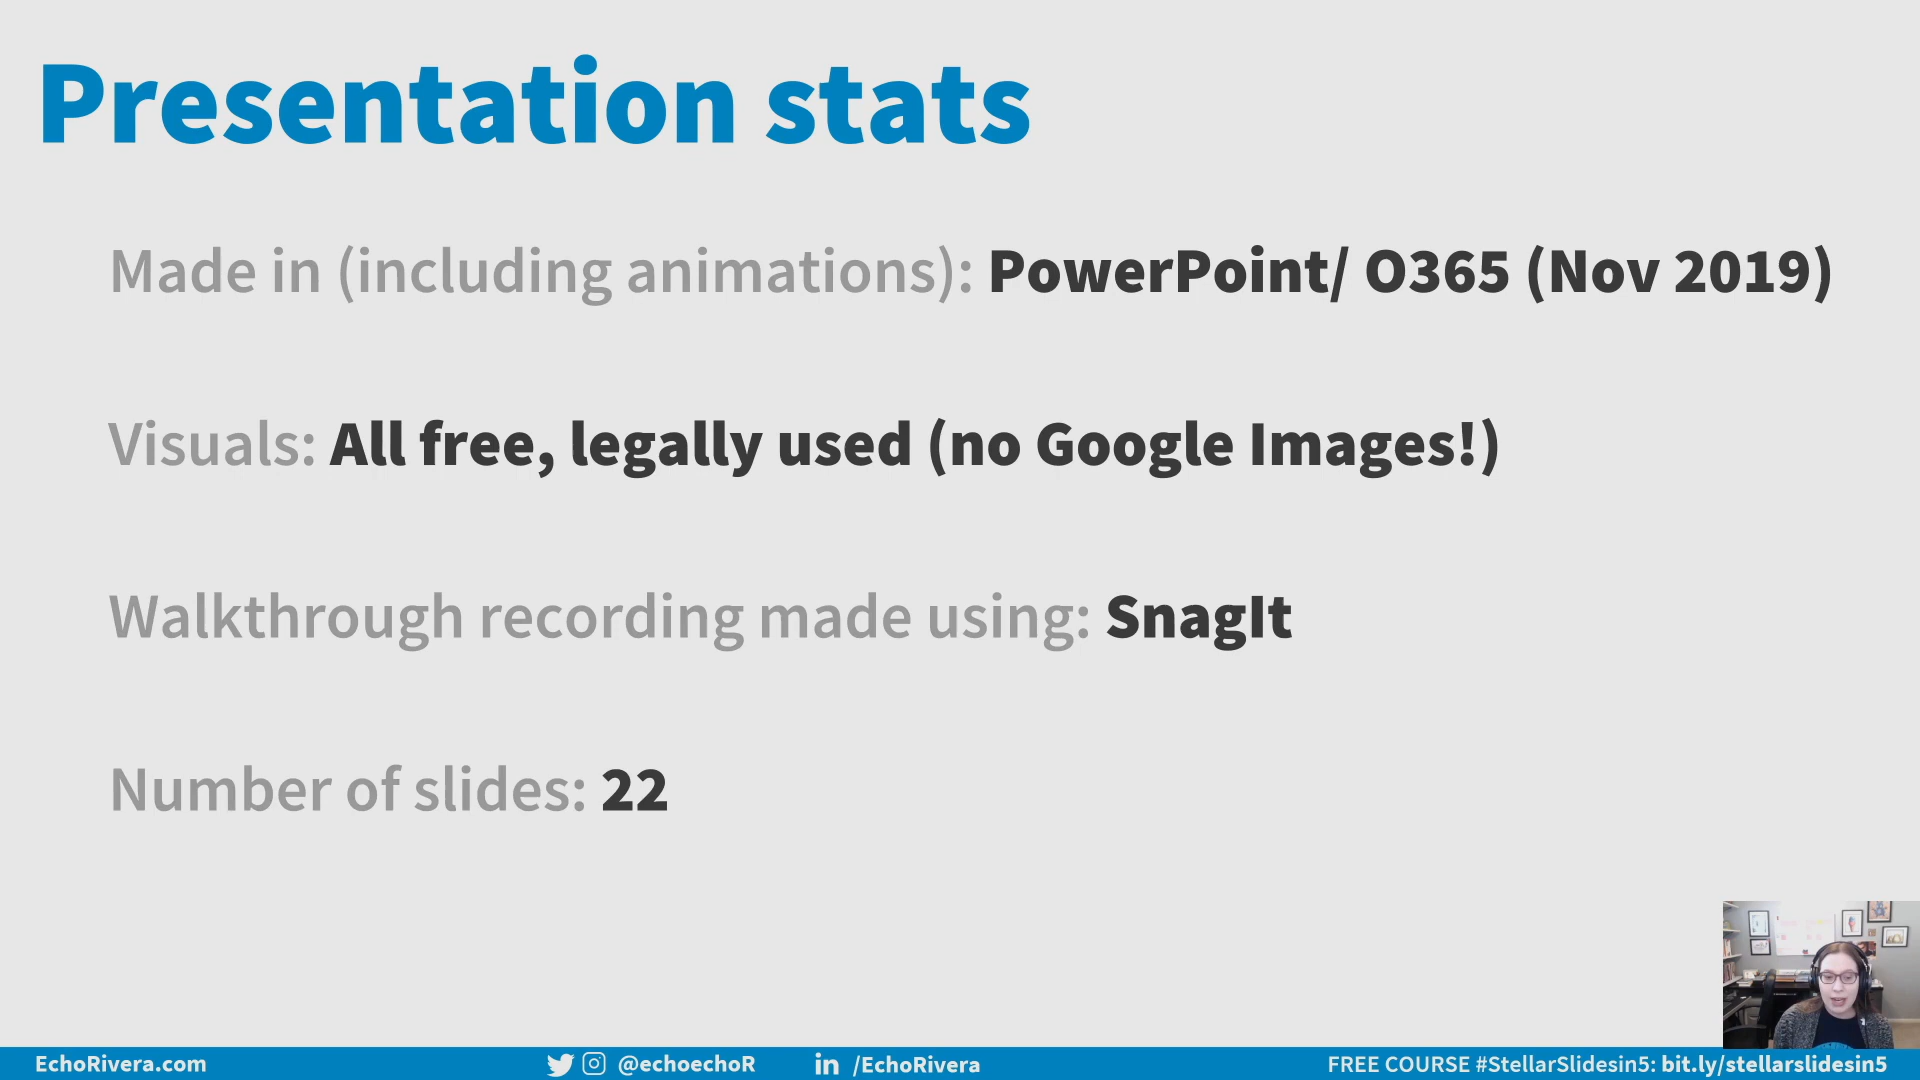 Presentation stats
Made in (including animations): PowerPoint/ O365 (Nov 2019)
Visuals: All free, legally used (no Google Images!)
Walkthrough recording made using: SnagIt
Number of slides: 22
EchoRivera.com
@echoechoR
in /EchoRivera
FREE COURSE #StellarSlidesin5: bit.ly/stellarslidesin5